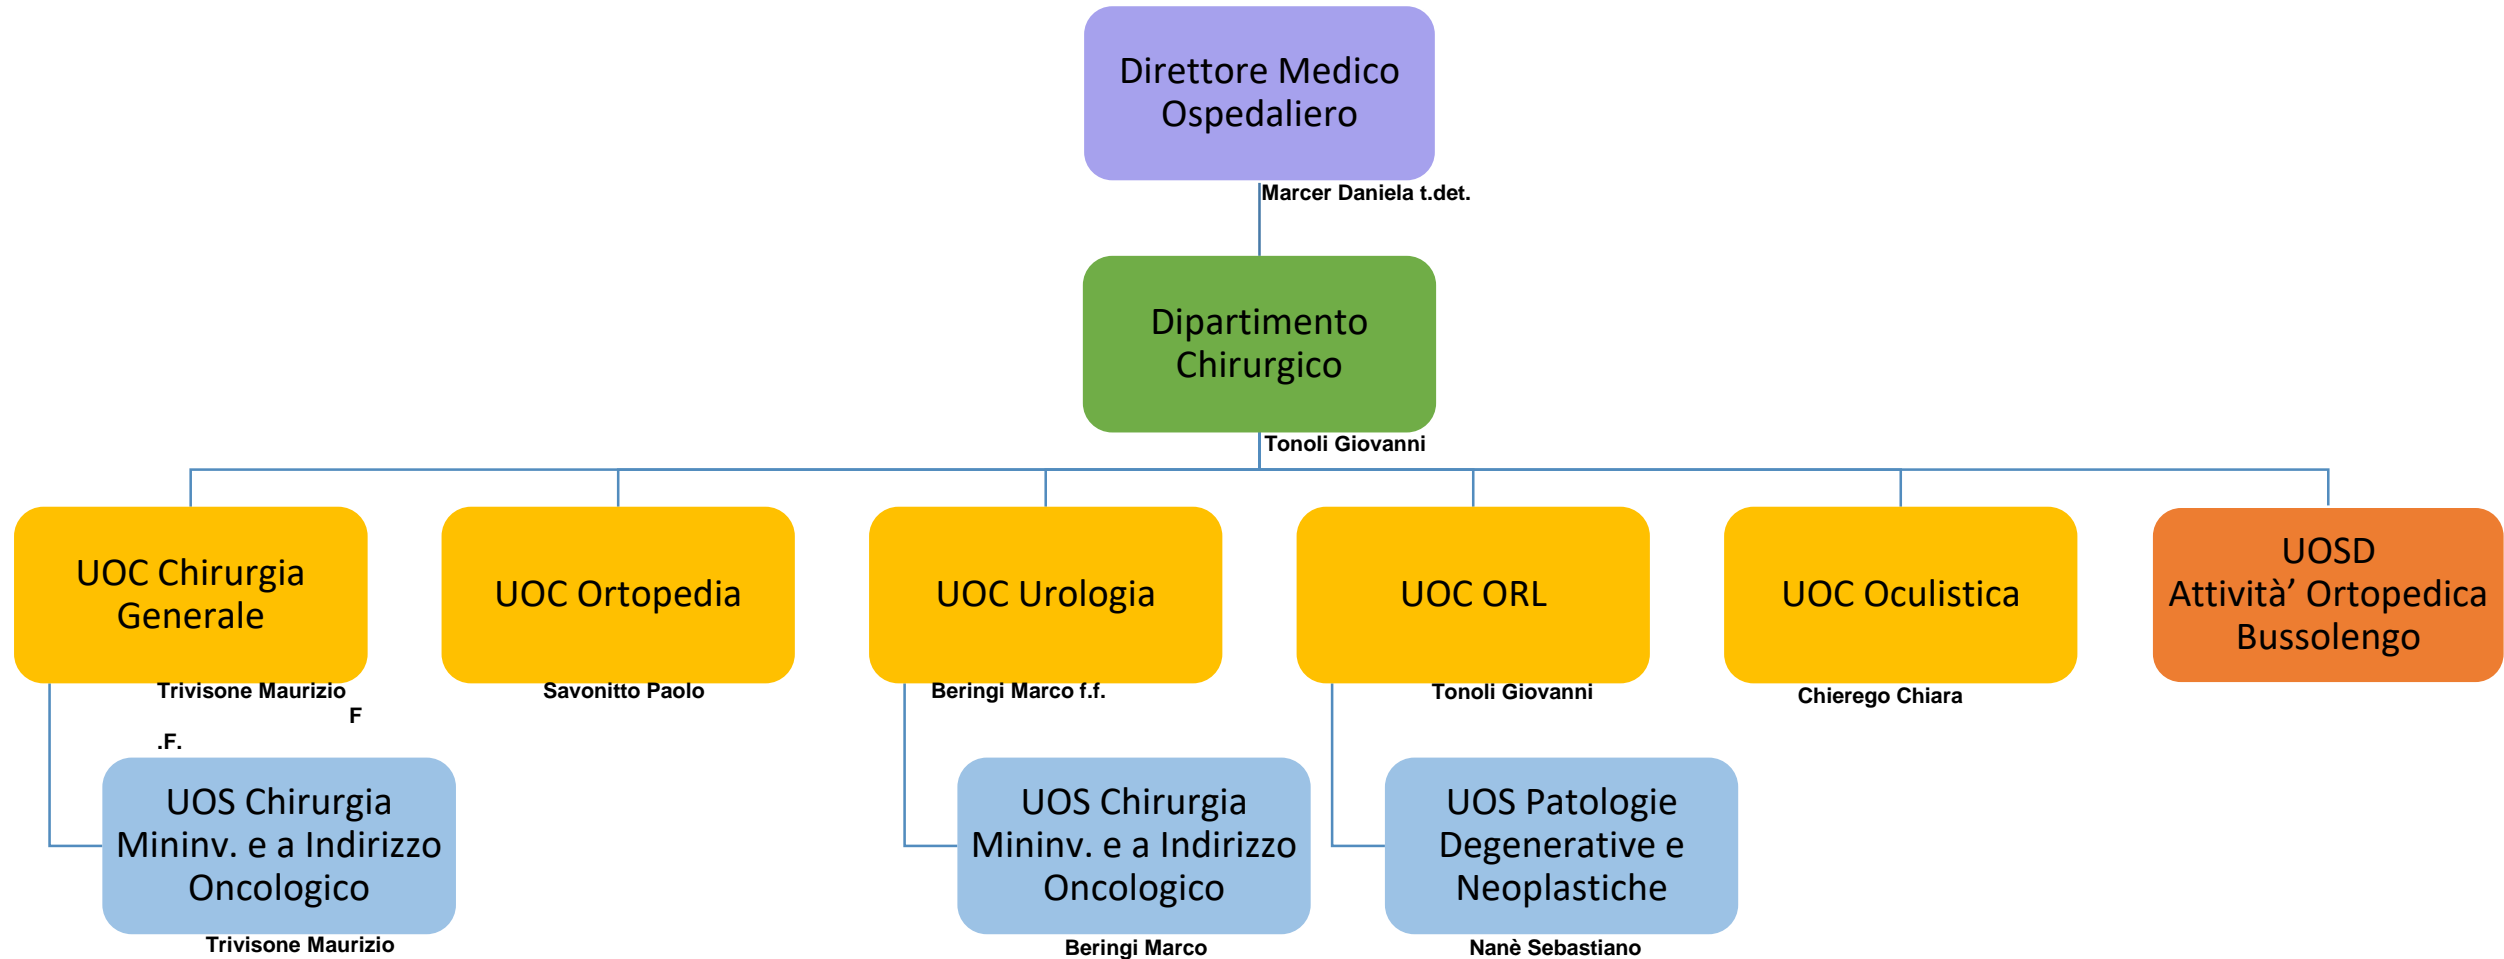 Direttore Medico
Ospedaliero
Marcer Daniela t.det.
Dipartimento
Chirurgico
Tonoli Giovanni
UOC Chirurgia
Generale
Trivisone Maurizio
F
.F.
UOS Chirurgia
Mininv. e a Indirizzo
Oncologico
Trivisone Maurizio
UOC Ortopedia
Savonitto Paolo
UOC Urologia
Beringi Marco f.f.
UOS Chirurgia
Mininv. e a Indirizzo
Oncologico
Beringi Marco
UOC ORL
Tonoli Giovanni
UOS Patologie
Degenerative e
Neoplastiche
Nanè Sebastiano
UOC Oculistica
Chierego Chiara
UOSD
Attività’ Ortopedica
Bussolengo